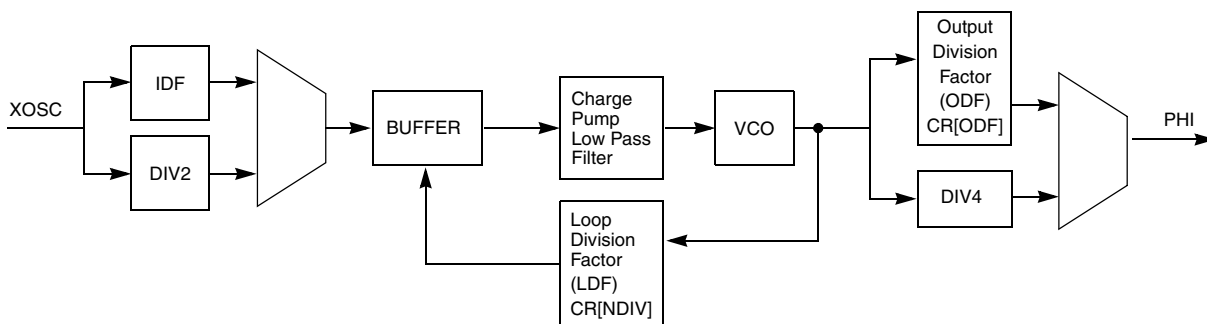 XOSC
IDF
DIV2
BUFFER
Charge
Pump
Low Pass
Filter
VCO
Loop
Division
Factor
(LDF)
CR[NDIV]
Output
Division
Factor
(ODF)
CR[ODF]
DIV4
PHI